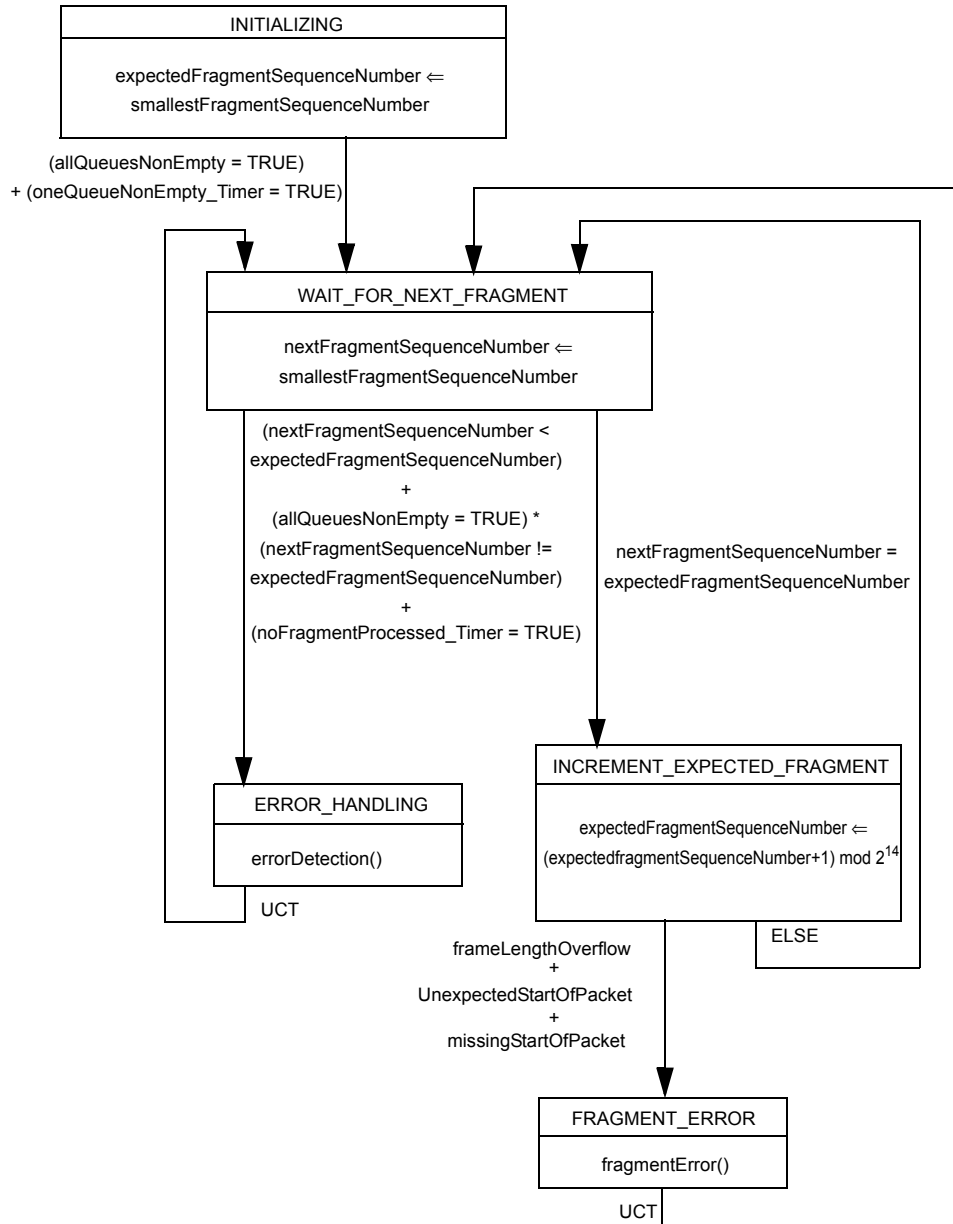 INITIALIZING
expectedFragmentSequenceNumber ⇐
smallestFragmentSequenceNumber
(allQueuesNonEmpty = TRUE)
+ (oneQueueNonEmpty_Timer = TRUE)
WAIT_FOR_NEXT_FRAGMENT
nextFragmentSequenceNumber ⇐
smallestFragmentSequenceNumber
(nextFragmentSequenceNumber <
expectedFragmentSequenceNumber)
+
(allQueuesNonEmpty = TRUE) *
(nextFragmentSequenceNumber !=
expectedFragmentSequenceNumber)
+
(noFragmentProcessed_Timer = TRUE)
nextFragmentSequenceNumber =
expectedFragmentSequenceNumber
ERROR_HANDLING
errorDetection()
UCT
INCREMENT_EXPECTED_FRAGMENT
expectedFragmentSequenceNumber ⇐
(expectedfragmentSequenceNumber+1) mod 2^14
ELSE
frameLengthOverflow
+
UnexpectedStartOfPacket
+
missingStartOfPacket
FRAGMENT_ERROR
fragmentError()
UCT